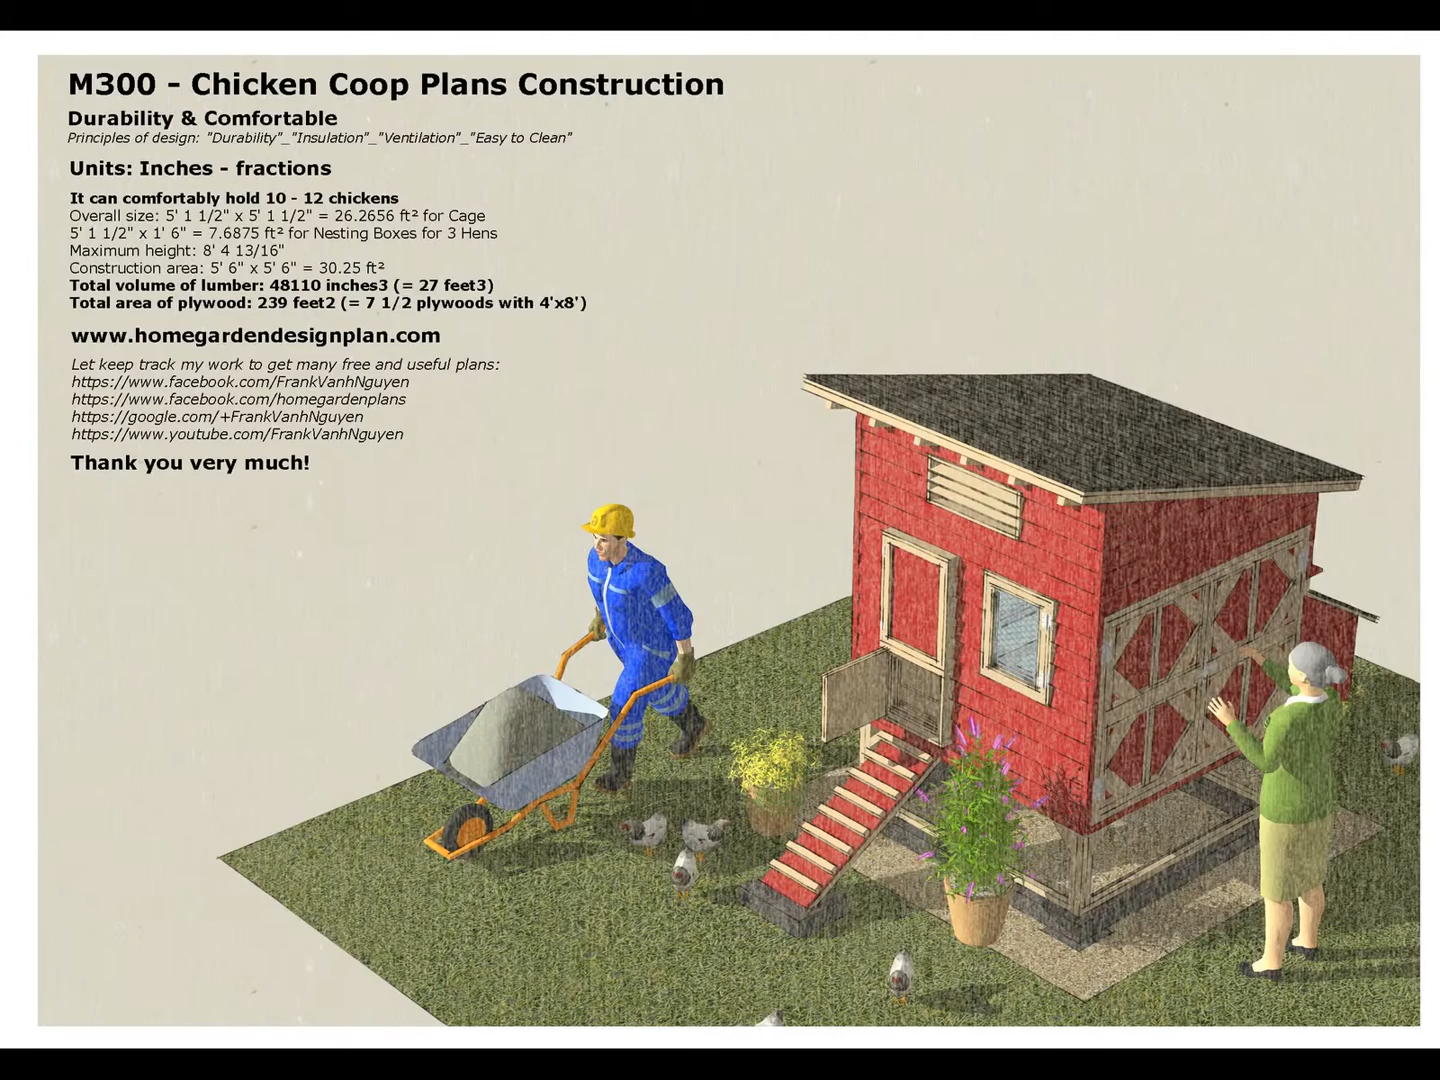 M300 - Chicken Coop Plans Construction
Durability & Comfortable
Principles of design: "Durability"_"Insulation"_"Ventilation"_"Easy to Clean"
Units: Inches - fractions
It can comfortably hold 10 - 12 chickens
Overall size: 5' 1 1/2" x 5' 1 1/2" = 26.2656 ft² for Cage
5' 1 1/2" x 1' 6" = 7.6875 ft² for Nesting Boxes for 3 Hens
Maximum height: 8' 4 13/16"
Construction area: 5' 6" x 5' 6" = 30.25 ft²
Total volume of lumber: 48110 inches3 (= 27 feet3)
Total area of plywood: 239 feet2 (= 7 1/2 plywoods with 4'x8')
www.homegardendesignplan.com
Let keep track my work to get many free and useful plans:
https://www.facebook.com/FrankVanhNguyen
https://www.facebook.com/homegardenplans
https://google.com/+FrankVanhNguyen
https://www.youtube.com/FrankVanhNguyen
Thank you very much!